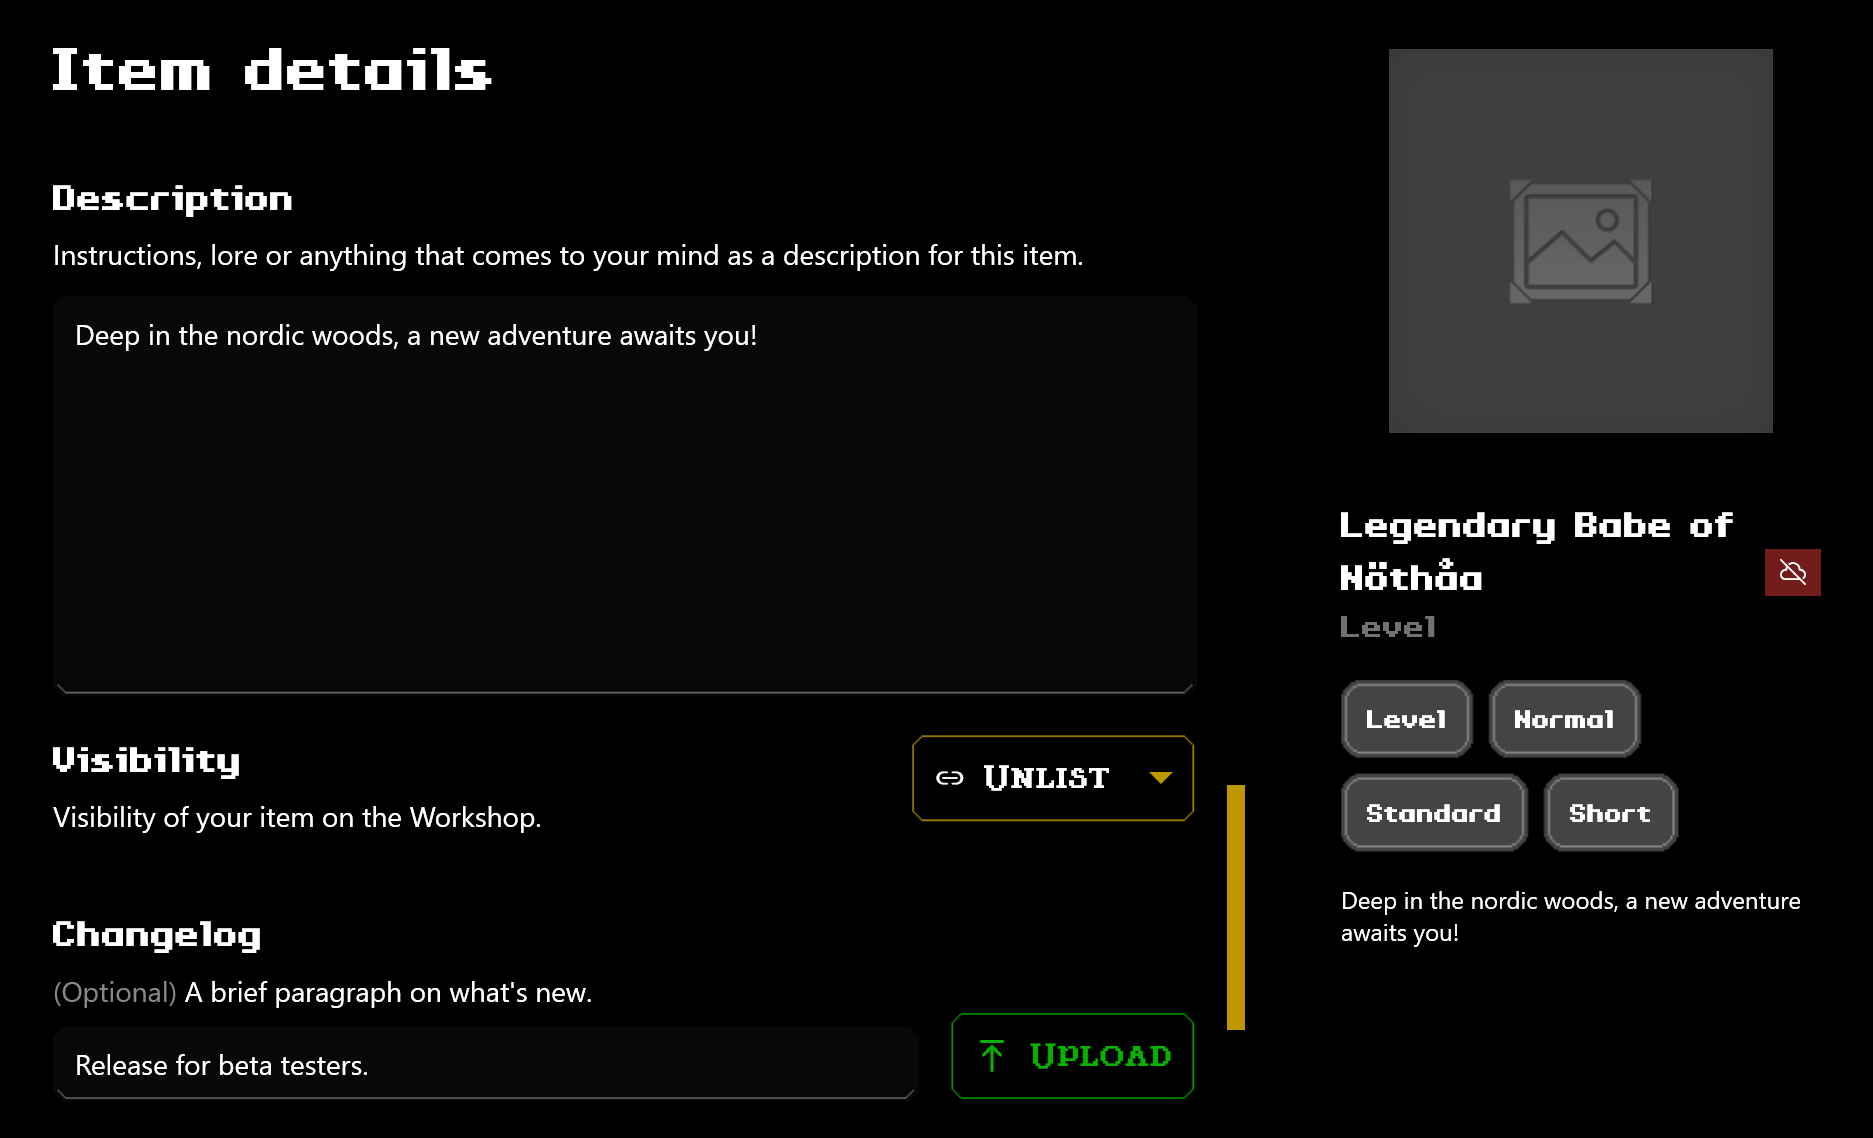 Item details
Description
Instructions, lore or anything that comes to your mind as a description for this item.
Deep in the nordic woods, a new adventure awaits you!
Visibility
Visibility of your item on the Workshop.
UNLIST
Changelog
(Optional) A brief paragraph on what's new.
Release for beta testers.
UPLOAD
Legendary Babe of
Nöthåa
Level
Level
Normal
Standard
Short
Deep in the nordic woods, a new adventure
awaits you!